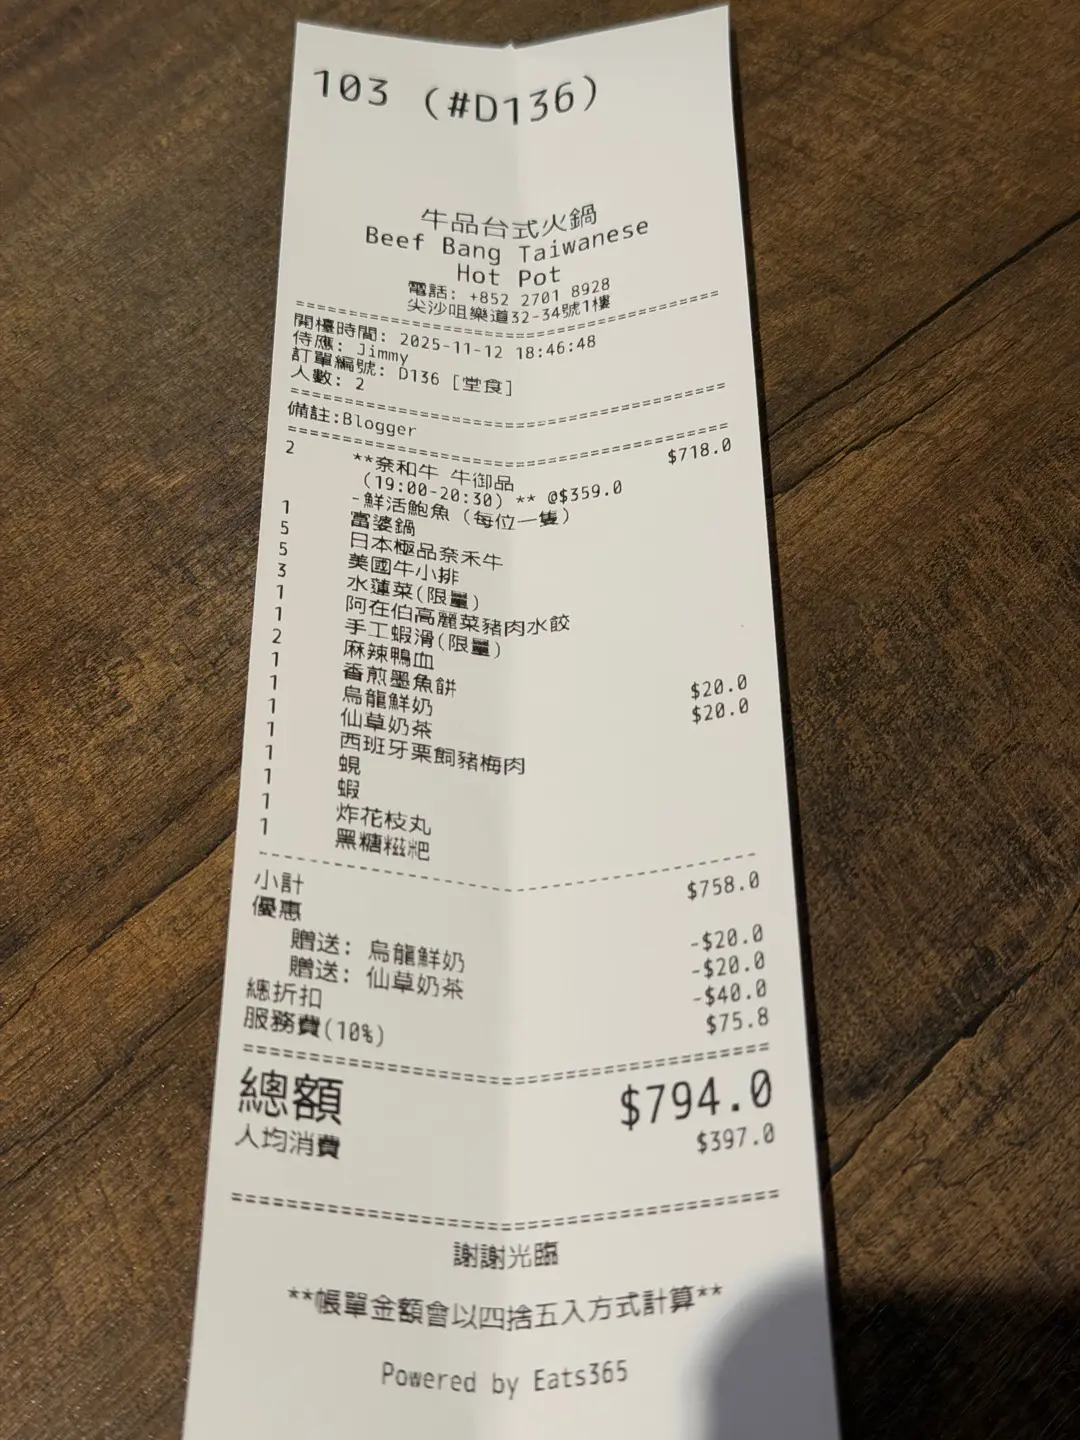 103 (#D136)
牛品台式火鍋
Beef Bang Taiwanese
Hot Pot
電話: +852 2701 8928
尖沙咀樂道32-34號1樓
開檯時間: 2025-11-12 18:46:48
侍應: Jimmy
訂單編號: D136 [堂食]
人數: 2
備註:Blogger
2 **奈和牛 牛御品 $718.0
(19:00-20:30) ** @$359.0
-鮮活鮑魚 (每位一隻)
1 富婆鍋
5 日本極品奈禾牛
5 美國牛小排
3 水蓮菜(限量)
1 阿在伯高麗菜豬肉水餃
1 手工蝦滑(限量)
2 麻辣鴨血
1 香煎墨魚餅
1 烏龍鮮奶 $20.0
1 仙草奶茶 $20.0
1 西班牙栗飼豬梅肉
1 蜆
1 蝦
1 炸花枝丸
1 黑糖糍粑
小計 $758.0
優惠
贈送: 烏龍鮮奶 -$20.0
贈送: 仙草奶茶 -$20.0
總折扣 -$40.0
服務費(10%) $75.8
總額 $794.0
人均消費 $397.0
謝謝光臨
**帳單金額會以四捨五入方式計算**
Powered by Eats365